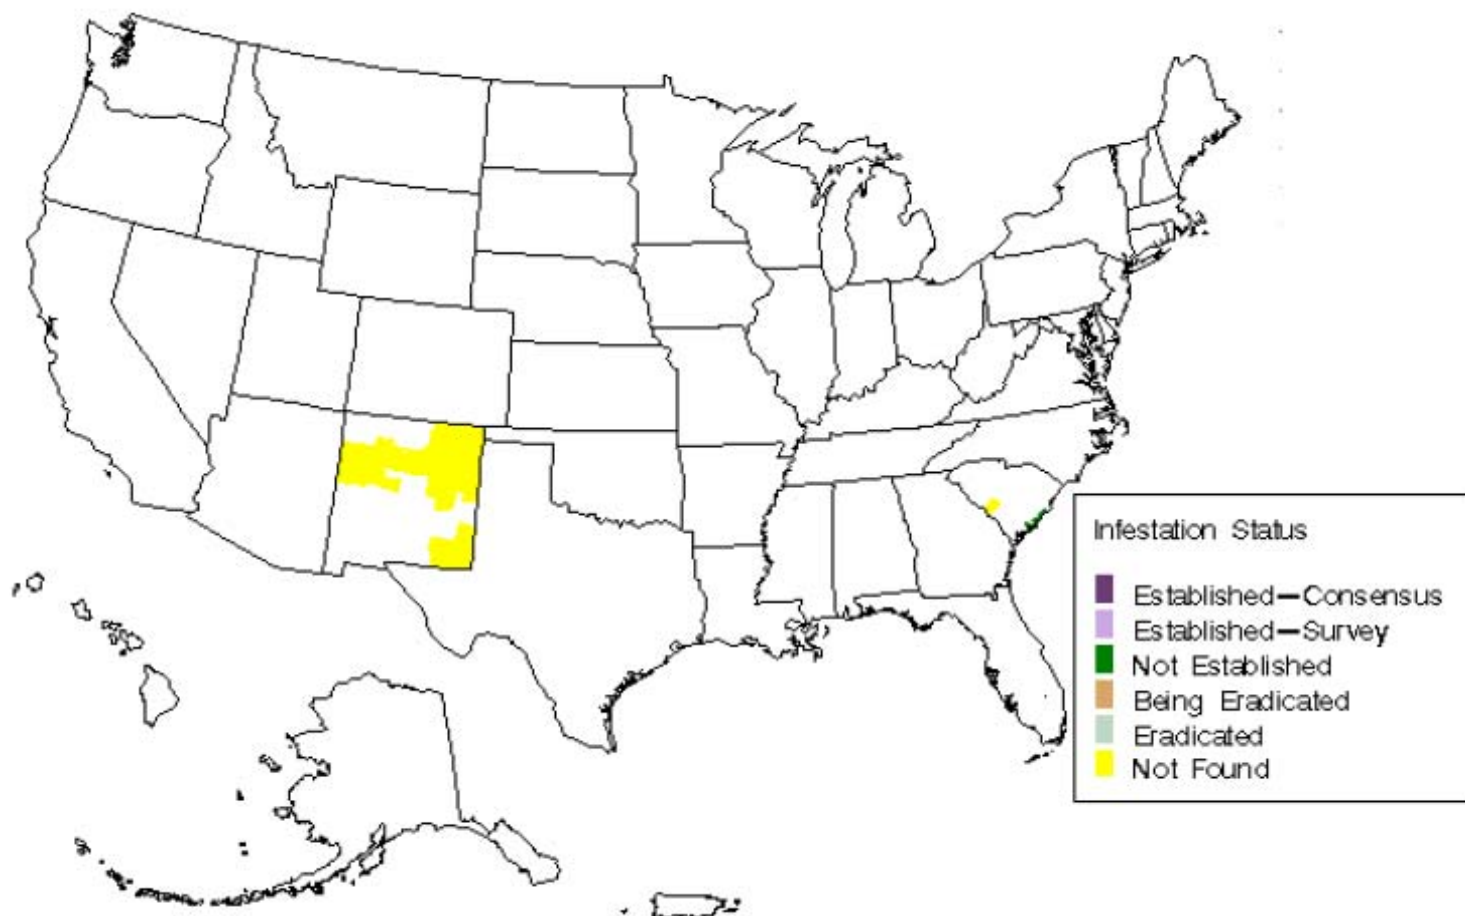 Infestation Status
Established—Consensus
Established—Survey
Not Established
Being Eradicated
Eradicated
Not Found